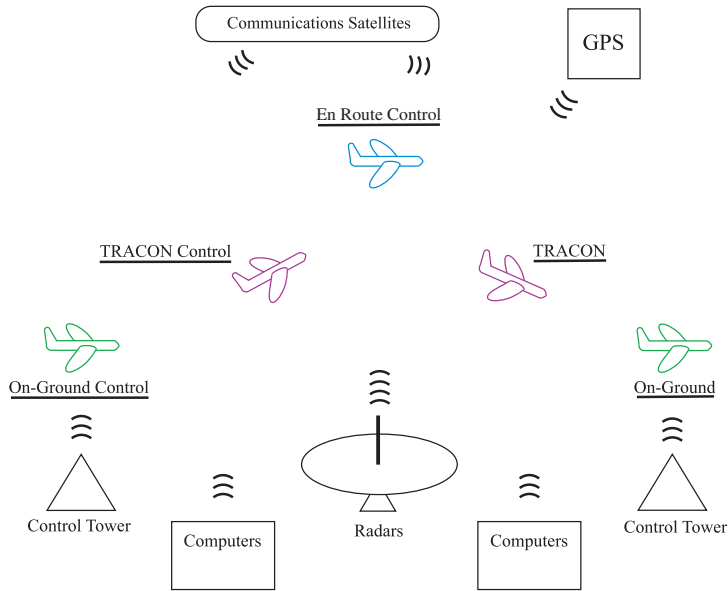 Communications Satellites
GPS
En Route Control
TRACON Control
TRACON
On-Ground Control
On-Ground
Control Tower
Computers
Radars
Computers
Control Tower